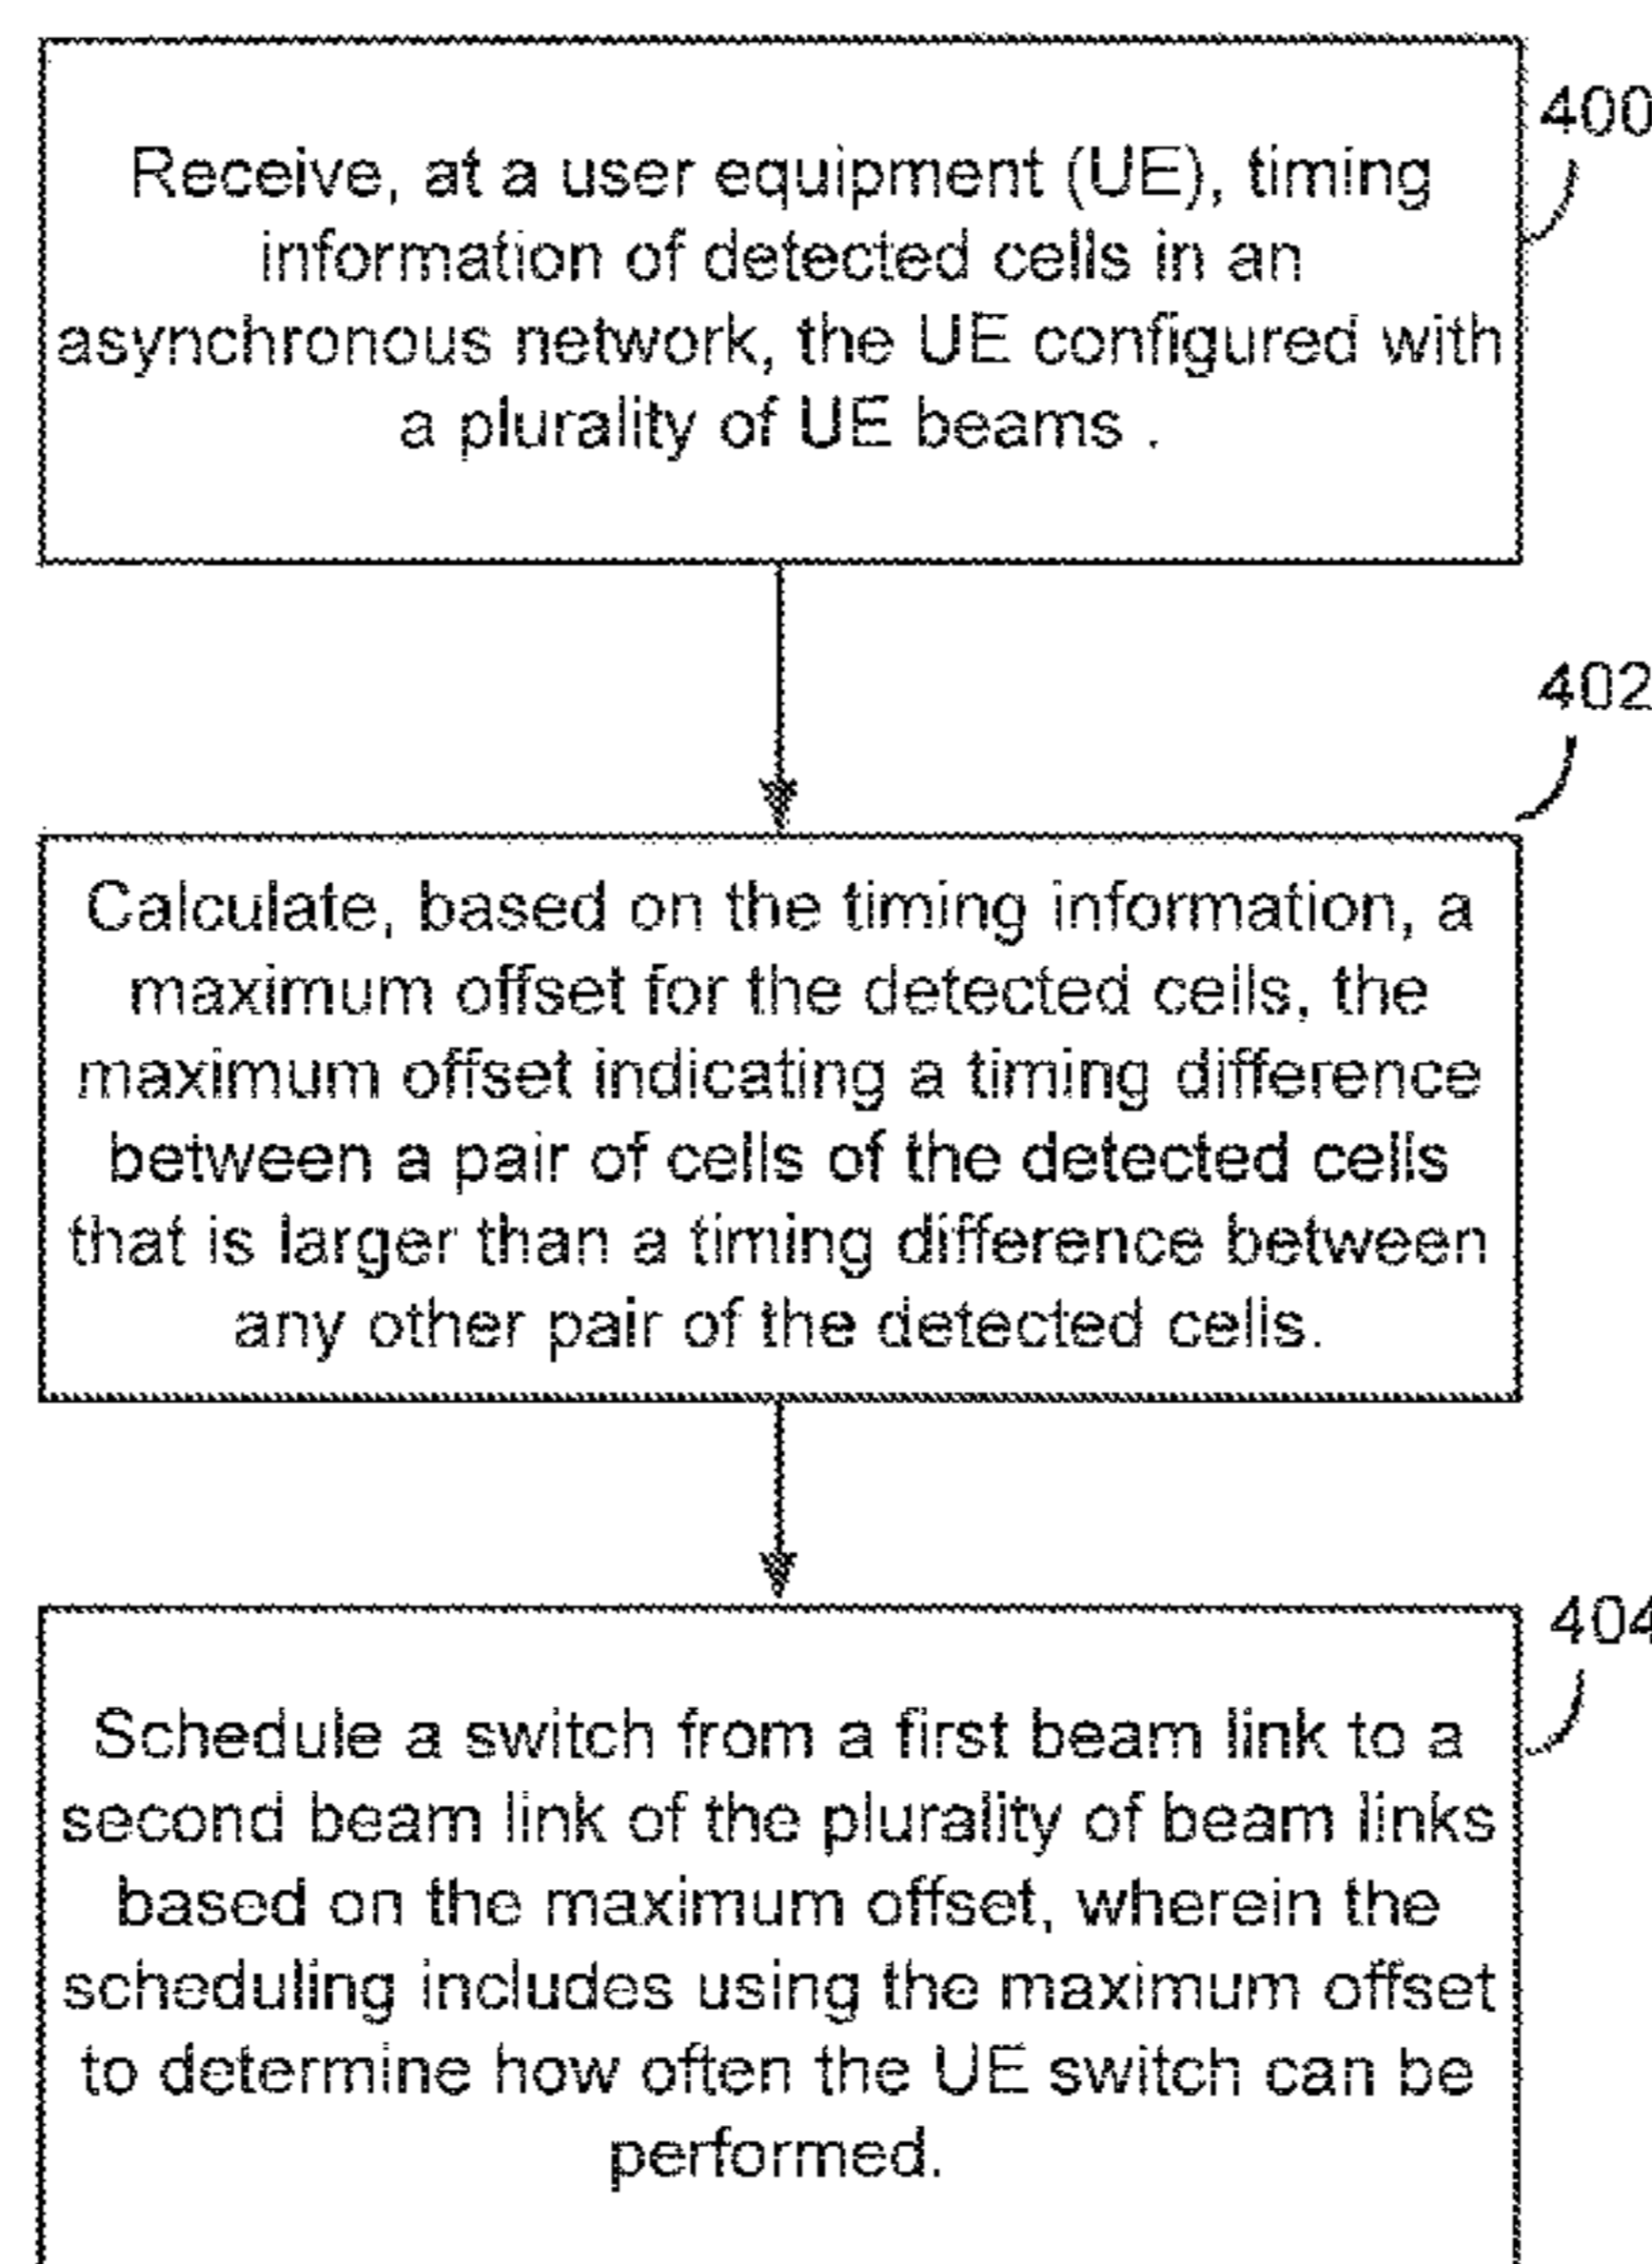 400
Receive, at a user equipment (UE), timing
information of detected cells in an
asynchronous network, the UE configured with
a plurality of UE beams .
402
Calculate, based on the timing information, a
maximum offset for the detected cells, the
maximum offset indicating a timing difference
between a pair of cells of the detected cells
that is larger than a timing difference between
any other pair of the detected cells.
404
Schedule a switch from a first beam link to a
second beam link of the plurality of beam links
based on the maximum offset, wherein the
scheduling includes using the maximum offset
to determine how often the UE switch can be
performed.